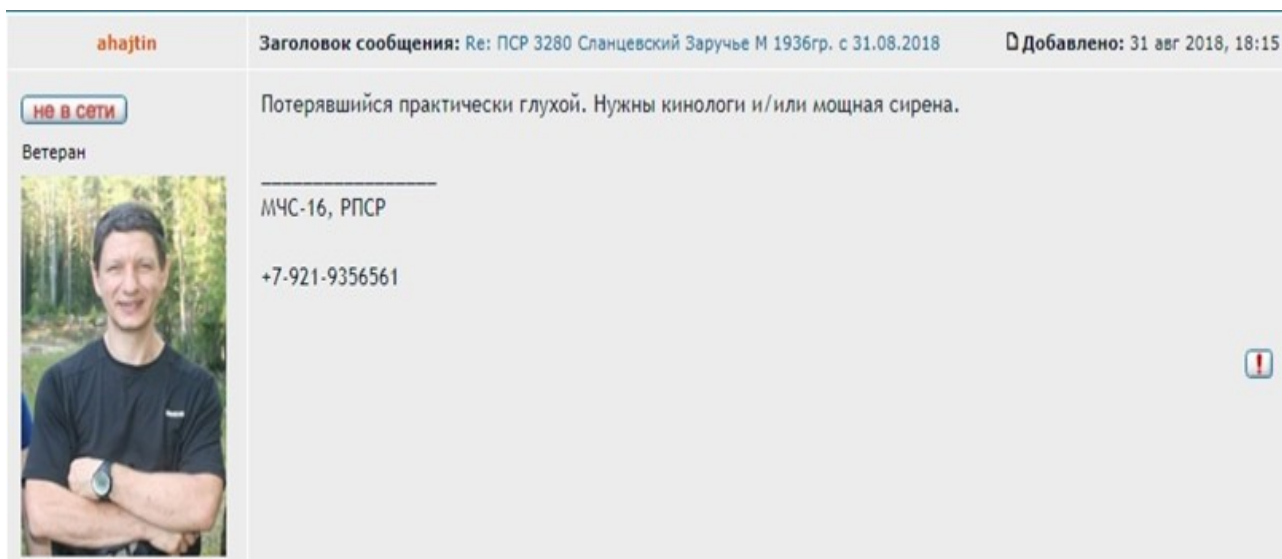 ahajtin
Заголовок сообщения: Re: ПСР 3280 Сланцевский Заручье М 1936гр. с 31.08.2018
Добавлено: 31 авг 2018, 18:15
не в сети
Ветеран
Потерявшийся практически глухой. Нужны кинологи и/или мощная сирена.
_________________
МЧС-16, РПСР
+7-921-9356561
!